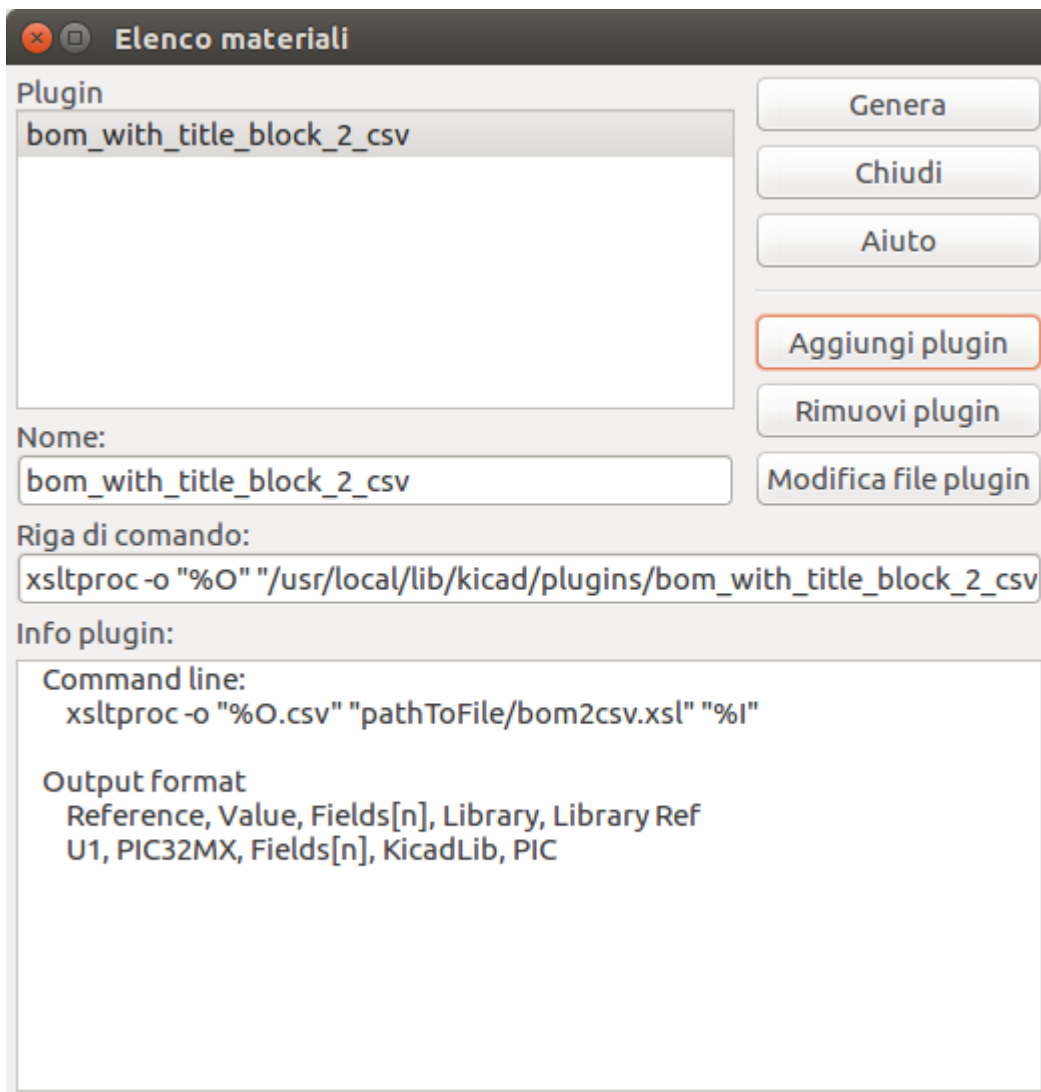 Elenco materiali
Plugin
bom_with_title_block_2_csv
Genera
Chiudi
Aiuto
Aggiungi plugin
Rimuovi plugin
Modifica file plugin
Nome:
bom_with_title_block_2_csv
Riga di comando:
xsltproc -o "%O" "/usr/local/lib/kicad/plugins/bom_with_title_block_2_csv
Info plugin:
Command line:
xsltproc -o "%O.csv" "pathToFile/bom2csv.xsl" "%I"
Output format
Reference, Value, Fields[n], Library, Library Ref
U1, PIC32MX, Fields[n], KicadLib, PIC